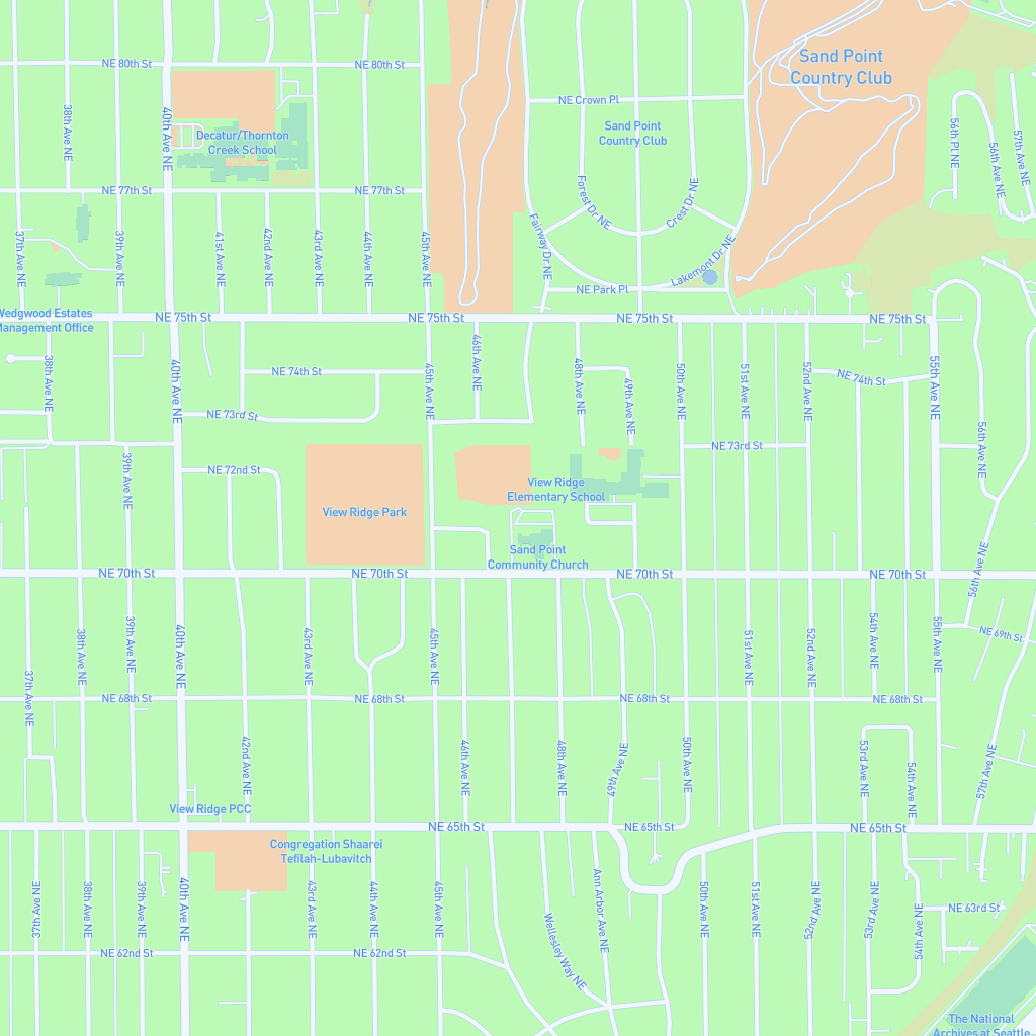 Sand Point
Country Club
NE 80th St
NE 80th St
38th Ave NE
40th Ave NE
NE Crown Pl
Sand Point
Country Club
Decatur/Thornton
Creek School
56th Pl NE
56th Ave NE
57th Ave NE
NE 77th St
NE 77th St
Forest Dr NE
Crest Dr NE
Fairway Dr NE
Lakemont Dr NE
37th Ave NE
39th Ave NE
41st Ave NE
42nd Ave NE
43rd Ave NE
44th Ave NE
45th Ave NE
NE Park Pl
Wedgwood Estates
Management Office
NE 75th St
NE 75th St
NE 75th St
NE 75th St
38th Ave NE
40th Ave NE
NE 74th St
45th Ave NE
46th Ave NE
48th Ave NE
49th Ave NE
50th Ave NE
51st Ave NE
52nd Ave NE
NE 74th St
55th Ave NE
NE 73rd St
NE 73rd St
56th Ave NE
39th Ave NE
NE 72nd St
View Ridge
Elementary School
View Ridge Park
Sand Point
Community Church
NE 70th St
NE 70th St
NE 70th St
NE 70th St
56th Ave NE
37th Ave NE
38th Ave NE
39th Ave NE
40th Ave NE
43rd Ave NE
45th Ave NE
51st Ave NE
52nd Ave NE
54th Ave NE
55th Ave NE
NE 69th St
NE 68th St
NE 68th St
NE 68th St
NE 68th St
42nd Ave NE
46th Ave NE
48th Ave NE
49th Ave NE
50th Ave NE
53rd Ave NE
54th Ave NE
57th Ave NE
View Ridge PCC
NE 65th St
NE 65th St
NE 65th St
Congregation Shaarei
Tefilah-Lubavitch
37th Ave NE
38th Ave NE
39th Ave NE
40th Ave NE
43rd Ave NE
44th Ave NE
45th Ave NE
Wellesley Way NE
Ann Arbor Ave NE
50th Ave NE
51st Ave NE
52nd Ave NE
53rd Ave NE
54th Ave NE
NE 63rd St
NE 62nd St
NE 62nd St
The National
Archives at Seattle